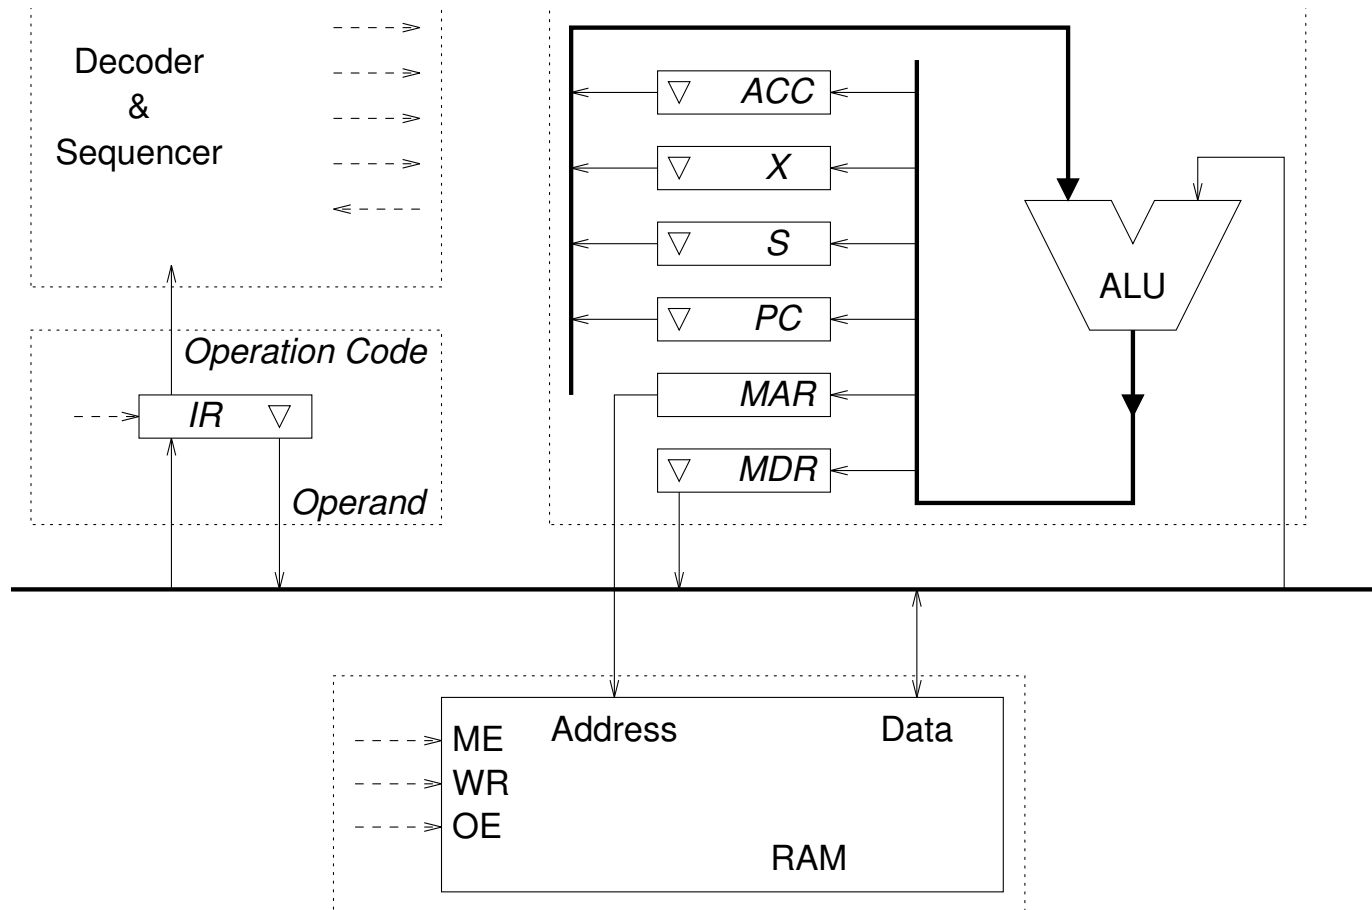 Decoder
&
Sequencer
Operation Code
IR
Operand
ACC
X
S
PC
MAR
MDR
ALU
ME
WR
OE
Address
Data
RAM